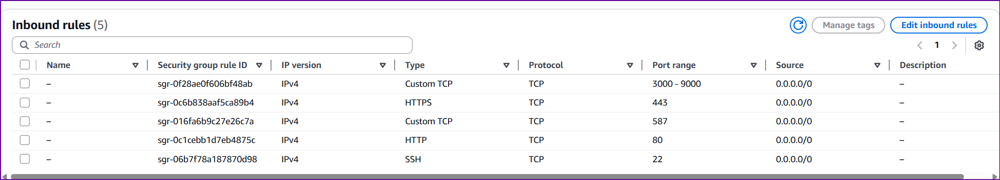 Inbound rules (5)
Manage tags
Edit inbound rules
Search
1
Name Security group rule ID IP version Type Protocol Port range Source Description
– sgr-0f28ae0f606bf48ab IPv4 Custom TCP TCP 3000 - 9000 0.0.0.0/0 –
– sgr-0c6b838aaf5ca89b4 IPv4 HTTPS TCP 443 0.0.0.0/0 –
– sgr-016fa6b9c27e26c7a IPv4 Custom TCP TCP 587 0.0.0.0/0 –
– sgr-0c1cebb1d7eb4875c IPv4 HTTP TCP 80 0.0.0.0/0 –
– sgr-06b7f78a187870d98 IPv4 SSH TCP 22 0.0.0.0/0 –